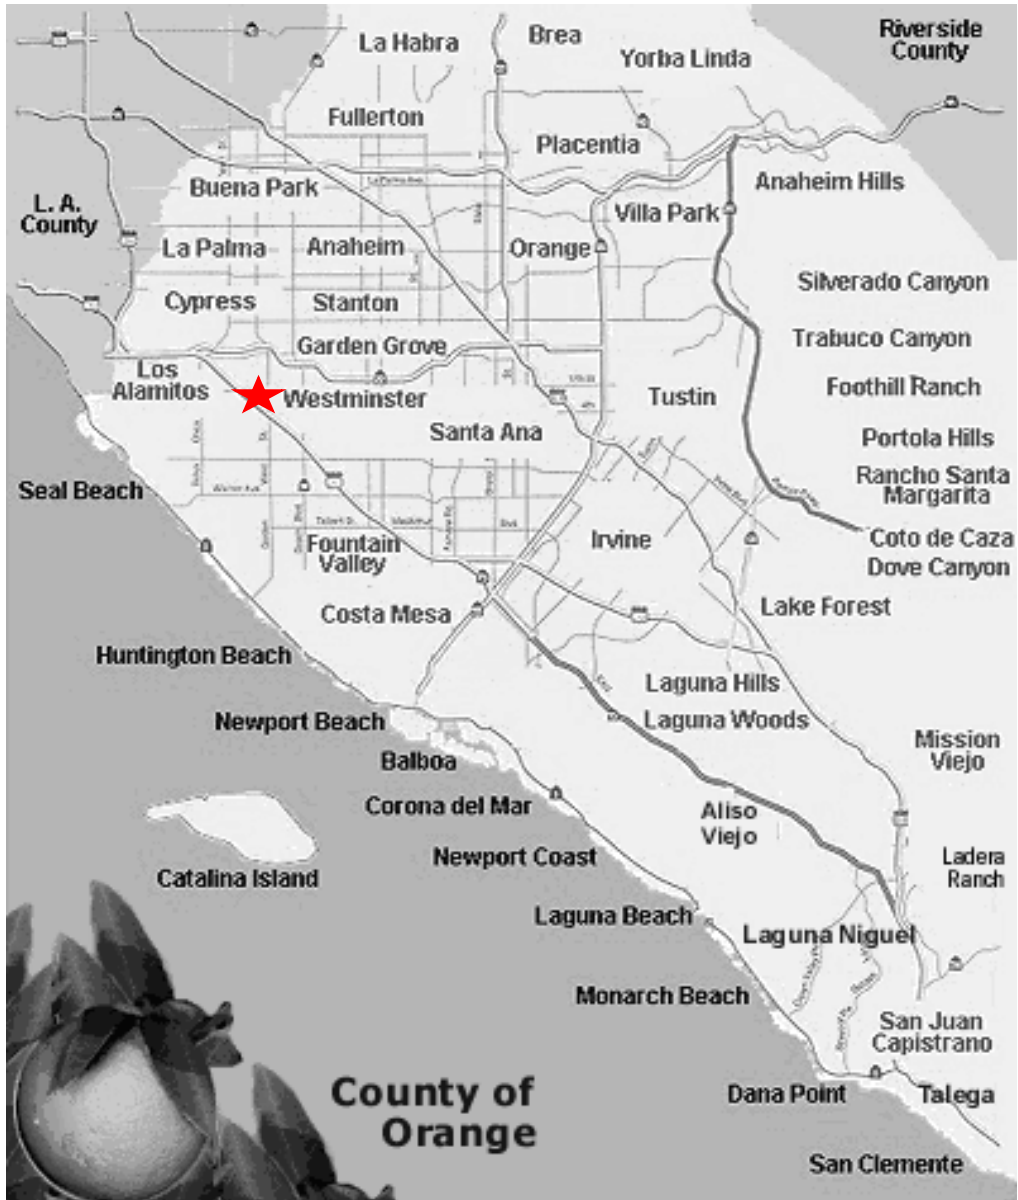 La Habra
Brea
Yorba Linda
Riverside
County
Fullerton
Placentia
Buena Park
La Palma Ave.
Anaheim Hills
L. A.
County
Villa Park
La Palma
Anaheim
Orange
Silverado Canyon
Cypress
Stanton
Trabuco Canyon
Garden Grove
Los
Alamitos
Foothill Ranch
Westminster
Tustin
Santa Ana
Portola Hills
Rancho Santa
Margarita
Seal Beach
Irvine
Coto de Caza
Dove Canyon
Fountain
Valley
Costa Mesa
Lake Forest
Huntington Beach
Laguna Hills
Laguna Woods
Newport Beach
Mission
Viejo
Balboa
Corona del Mar
Aliso
Viejo
Newport Coast
Ladera
Ranch
Catalina Island
Laguna Beach
Laguna Niguel
Monarch Beach
San Juan
Capistrano
Dana Point
Talega
County of
Orange
San Clemente